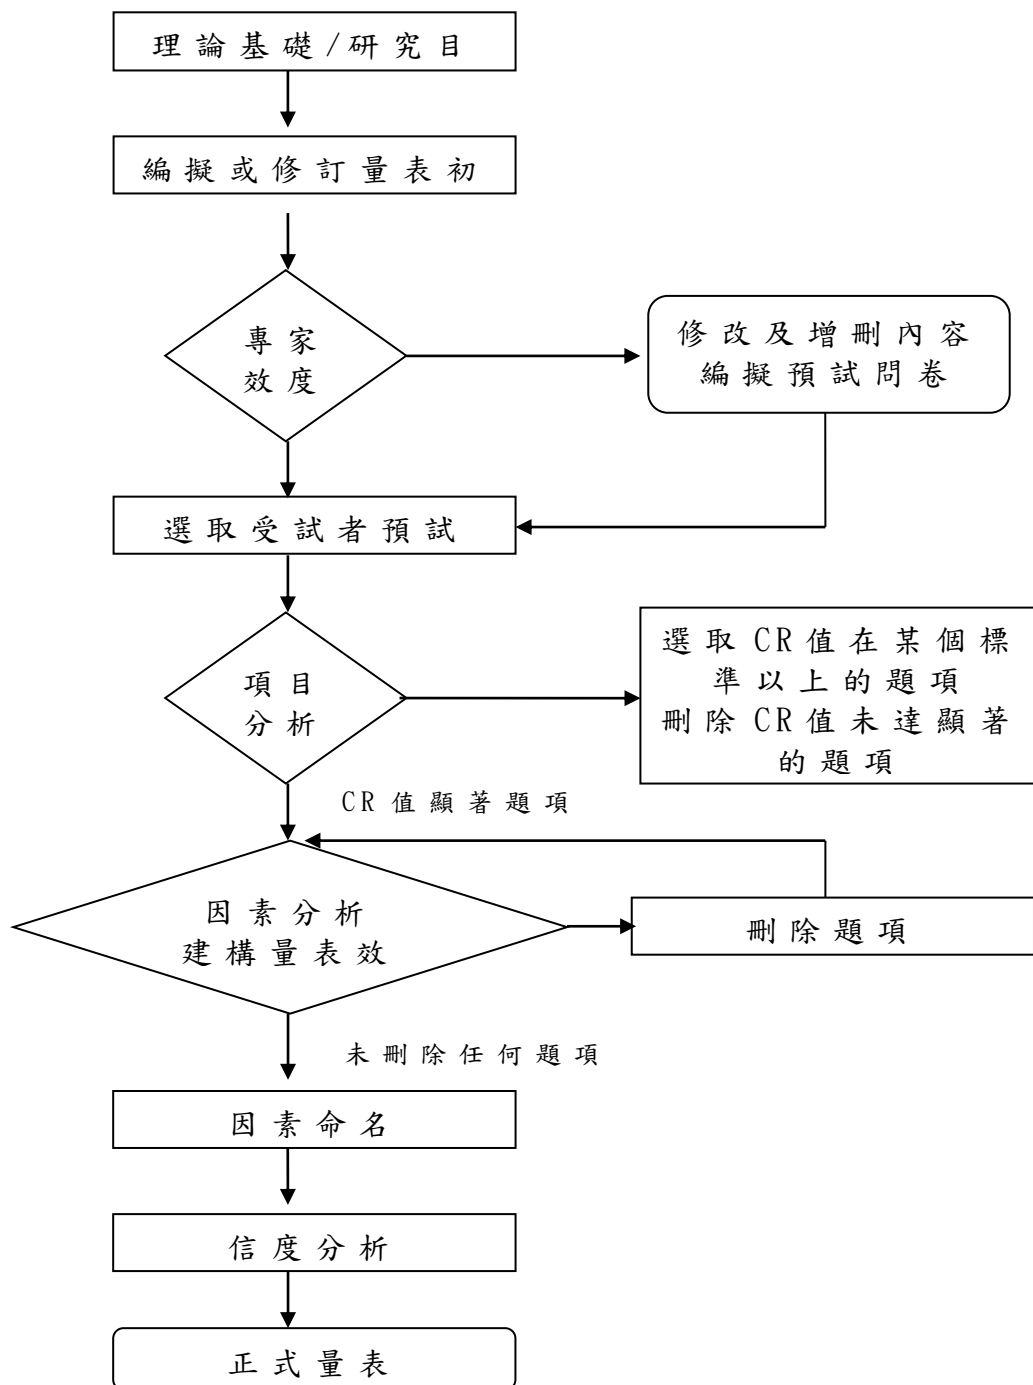 理論基礎/研究目
編擬或修訂量表初
專家
效度
修改及增刪內容
編擬預試問卷
選取受試者預試
項目
分析
選取CR值在某個標
準以上的題項
刪除CR值未達顯著
的題項
CR值顯著題項
因素分析
建構量表效
刪除題項
未刪除任何題項
因素命名
信度分析
正式量表